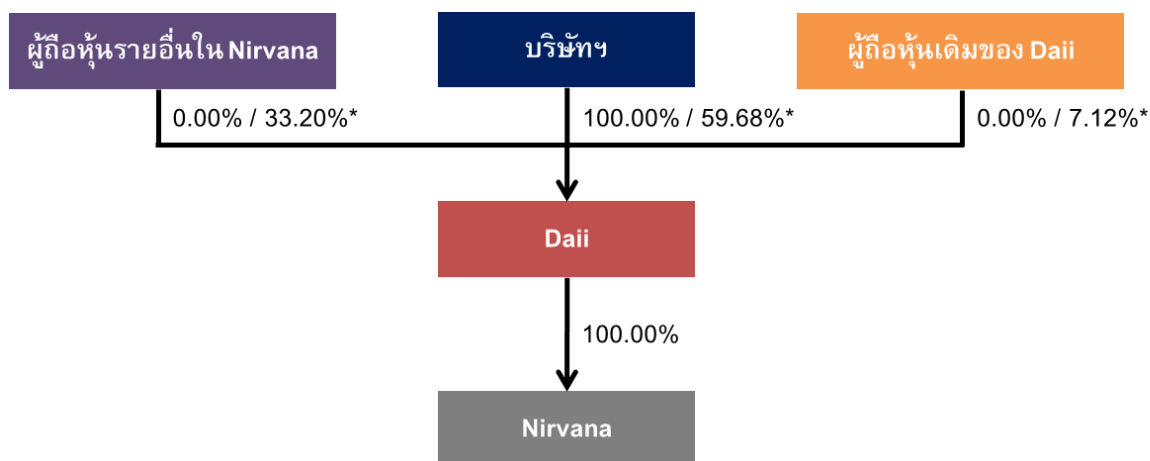 ผู้ถือหุ้นรายอื่นใน Nirvana
บริษัทฯ
ผู้ถือหุ้นเดิมของ Daii
0.00% / 33.20%*
100.00% / 59.68%*
0.00% / 7.12%*
Daii
100.00%
Nirvana